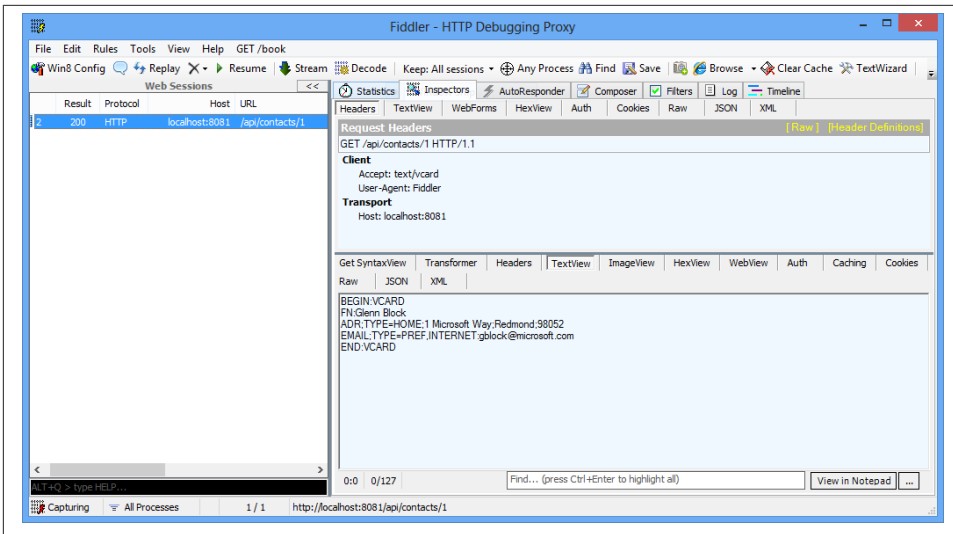 Fiddler - HTTP Debugging Proxy
File Edit Rules Tools View Help GET /book
Win8 Config Replay X Resume Stream Decode Keep: All sessions Any Process Find Save Browse Clear Cache TextWizard
Web Sessions <<
Statistics Inspectors AutoResponder Composer Filters Log Timeline
Result Protocol Host URL
Headers TextView WebForms HexView Auth Cookies Raw JSON XML
2 200 HTTP localhost:8081 /api/contacts/1
Request Headers [Raw] [Header Definitions]
GET /api/contacts/1 HTTP/1.1
Client
Accept: text/vcard
User-Agent: Fiddler
Transport
Host: localhost:8081
Get SyntaxView Transformer Headers TextView ImageView HexView WebView Auth Caching Cookies
Raw JSON XML
BEGIN:VCARD
FN:Glenn Block
ADR;TYPE=HOME;1 Microsoft Way;Redmond;98052
EMAIL;TYPE=PREF,INTERNET:gblock@microsoft.com
END:VCARD
0:0 0/127 Find... (press Ctrl+Enter to highlight all) View in Notepad ...
ALT+Q > type HELP...
Capturing All Processes 1 / 1 http://localhost:8081/api/contacts/1